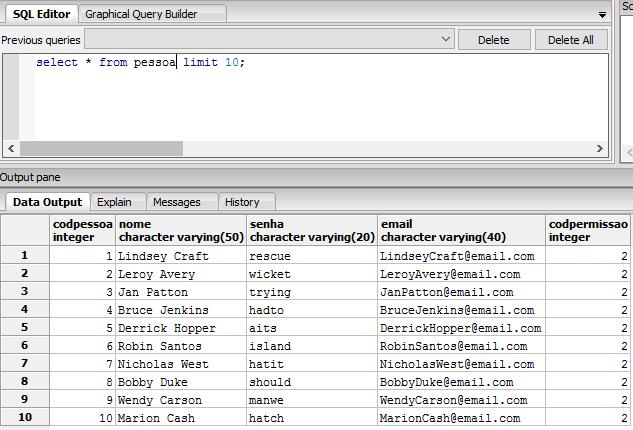 SQL Editor Graphical Query Builder Sc
Previous queries Delete Delete All
select * from pessoa limit 10;
Output pane
Data Output Explain Messages History
codpessoa nome senha email codpermissao
integer character varying(50) character varying(20) character varying(40) integer
1 1 Lindsey Craft rescue LindseyCraft@email.com 2
2 2 Leroy Avery wicket LeroyAvery@email.com 2
3 3 Jan Patton trying JanPatton@email.com 2
4 4 Bruce Jenkins hadto BruceJenkins@email.com 2
5 5 Derrick Hopper aits DerrickHopper@email.com 2
6 6 Robin Santos island RobinSantos@email.com 2
7 7 Nicholas West hatit NicholasWest@email.com 2
8 8 Bobby Duke should BobbyDuke@email.com 2
9 9 Wendy Carson manwe WendyCarson@email.com 2
10 10 Marion Cash hatch MarionCash@email.com 2